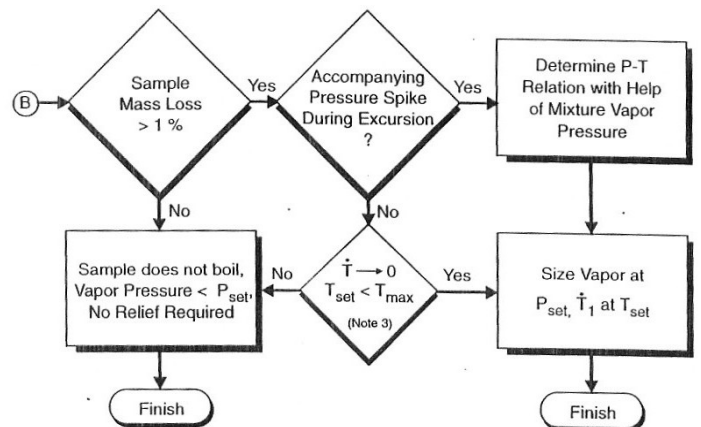 B
Sample
Mass Loss
> 1 %
Yes
Accompanying
Pressure Spike
During Excursion
?
Yes
Determine P-T
Relation with Help
of Mixture Vapor
Pressure
No
No
Sample does not boil,
Vapor Pressure < Pset,
No Relief Required
No
Ṫ → 0
Tset < Tmax
(Note 3)
Yes
Size Vapor at
Pset, Ṫ1 at Tset
Finish
Finish